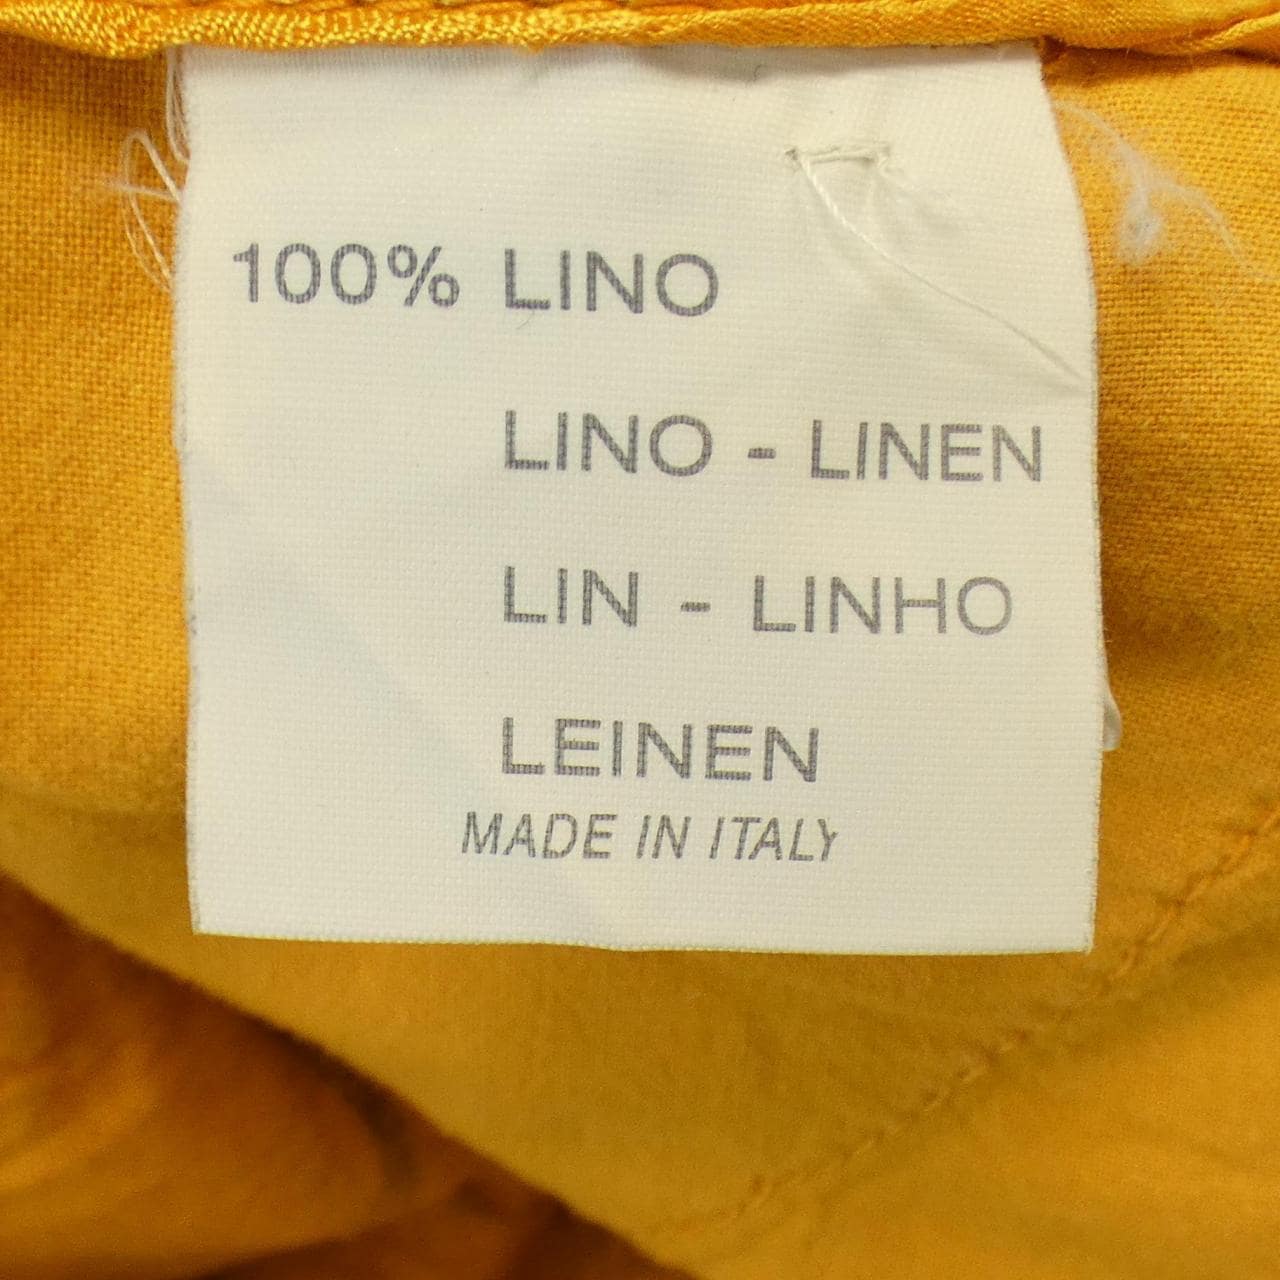 100% LINO
LINO - LINEN
LIN - LINHO
LEINEN
MADE IN ITALY